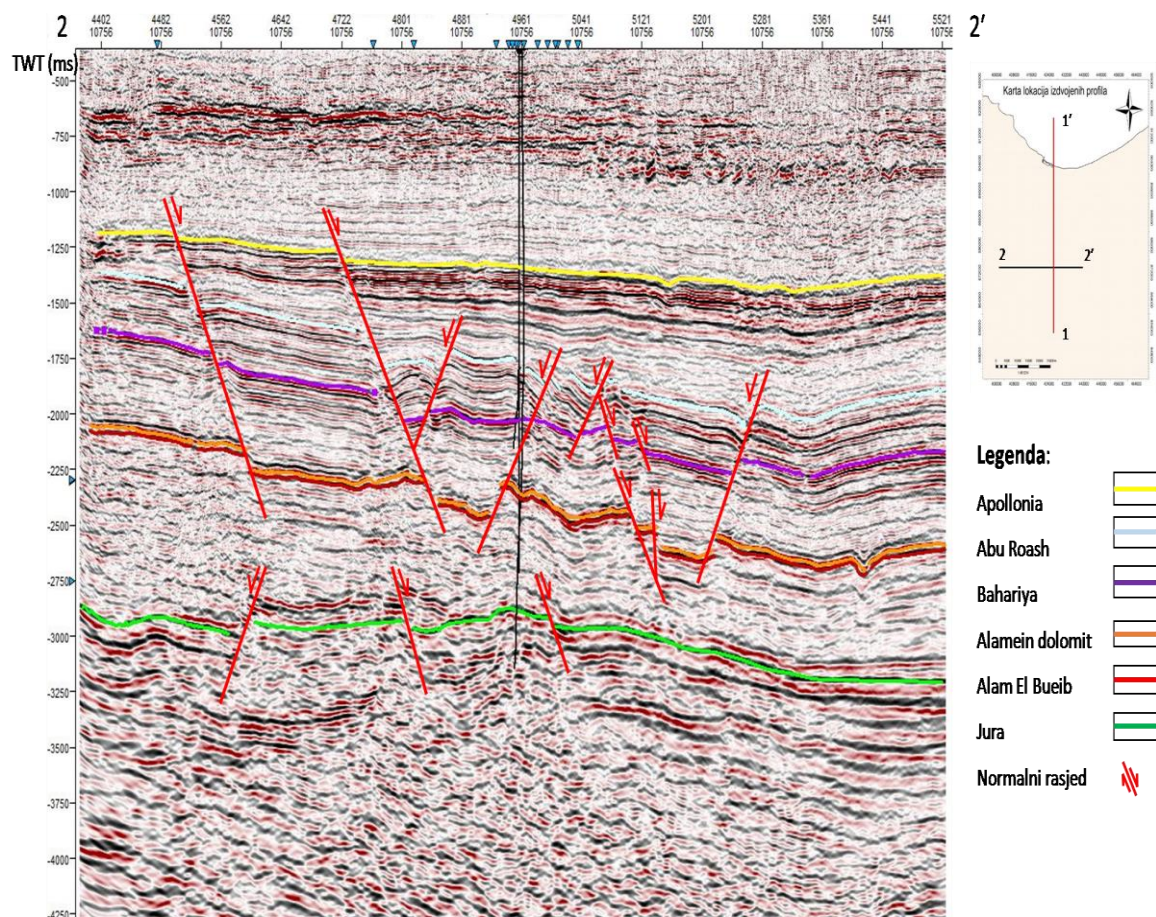 2
4402 4482 4562 4642 4722 4801 4881 4961 5041 5121 5201 5281 5361 5441 5521
10756 10756 10756 10756 10756 10756 10756 10756 10756 10756 10756 10756 10756 10756 10756
2′
TWT (ms)
-500
-750
-1000
-1250
-1500
-1750
-2000
-2250
-2500
-2750
-3000
-3250
-3500
-3750
-4000
-4250
Karta lokacija izdvojenih profila
1′
2 2′
1
Legenda:
Apollonia
Abu Roash
Bahariya
Alamein dolomit
Alam El Bueib
Jura
Normalni rasjed